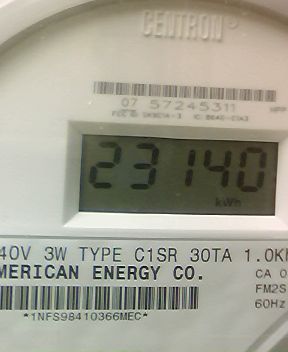 CENTRON®
07 57245311
23140
kWh
40V 3W TYPE C1SR 30TA 1.0K
MERICAN ENERGY CO.
CA 0
FM2S
60Hz
*1NFS98410366MEC*